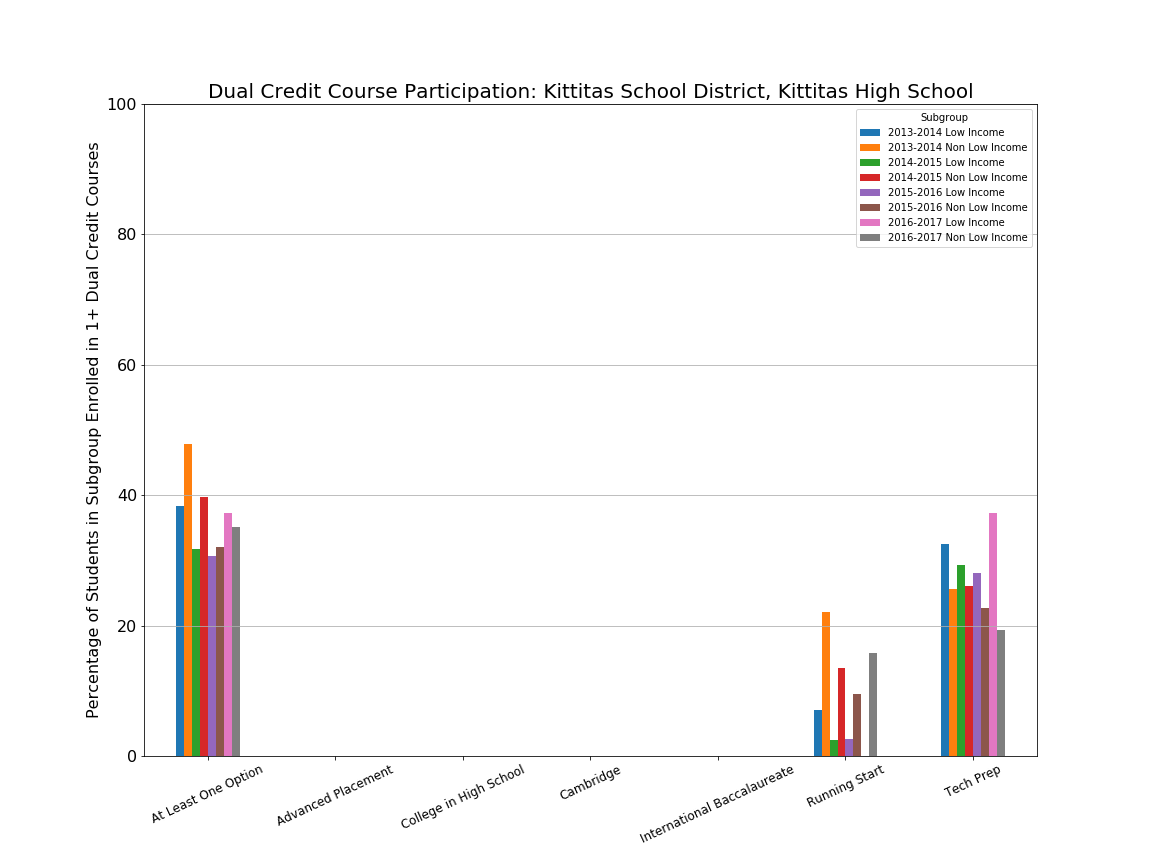 Dual Credit Course Participation: Kittitas School District, Kittitas High School
Percentage of Students in Subgroup Enrolled in 1+ Dual Credit Courses
100
80
60
40
20
0
Subgroup
2013-2014 Low Income
2013-2014 Non Low Income
2014-2015 Low Income
2014-2015 Non Low Income
2015-2016 Low Income
2015-2016 Non Low Income
2016-2017 Low Income
2016-2017 Non Low Income
At Least One Option
Advanced Placement
College in High School
Cambridge
International Baccalaureate
Running Start
Tech Prep